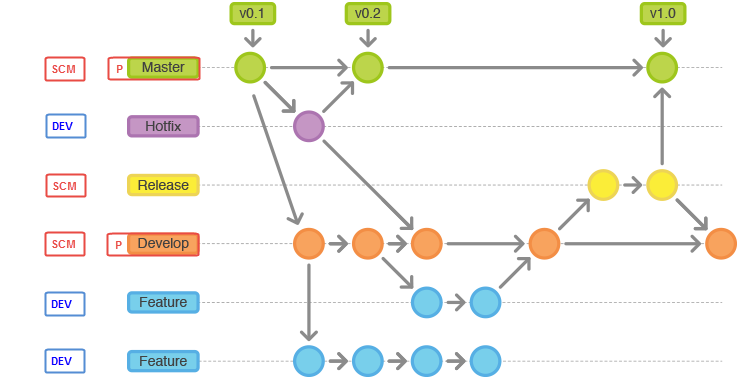 v0.1 v0.2 v1.0
SCM P Master
DEV Hotfix
SCM Release
SCM P Develop
DEV Feature
DEV Feature